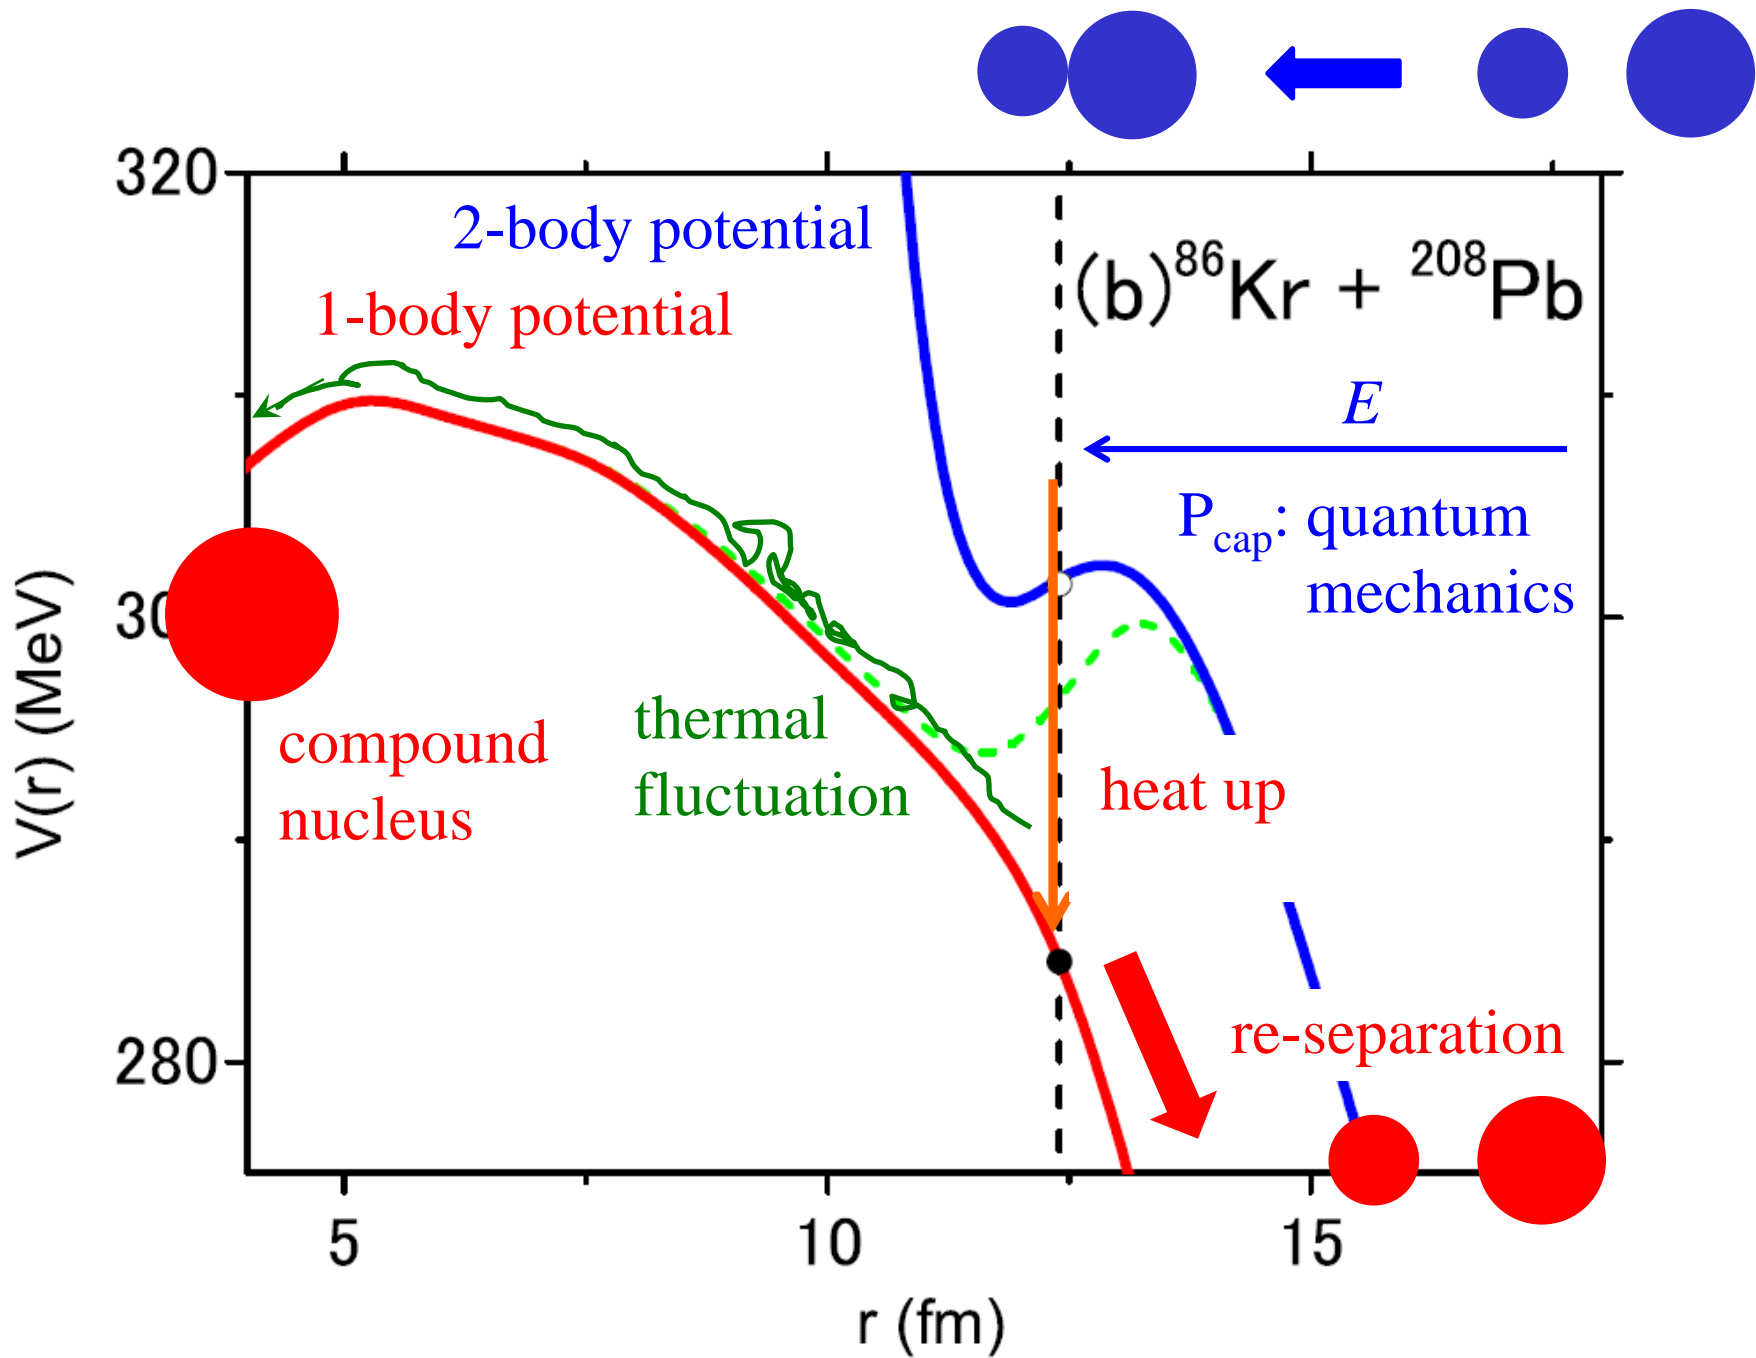 320
2-body potential
(b)⁸⁶Kr + ²⁰⁸Pb
1-body potential
E
P_cap: quantum
mechanics
V(r) (MeV)
thermal
fluctuation
compound
nucleus
heat up
re-separation
280
5 10 15
r (fm)